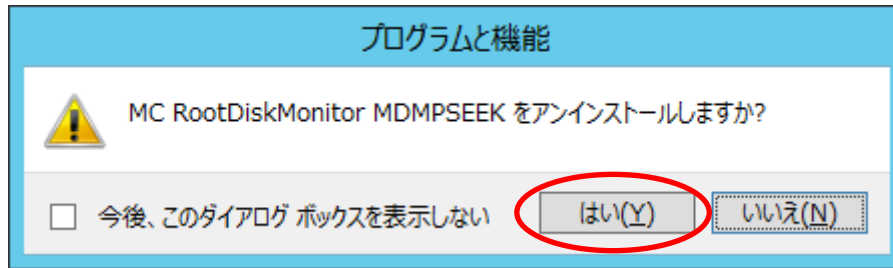 プログラムと機能
MC RootDiskMonitor MDMPSEEK をアンインストールしますか?
今後、このダイアログ ボックスを表示しない
はい(Y)
いいえ(N)